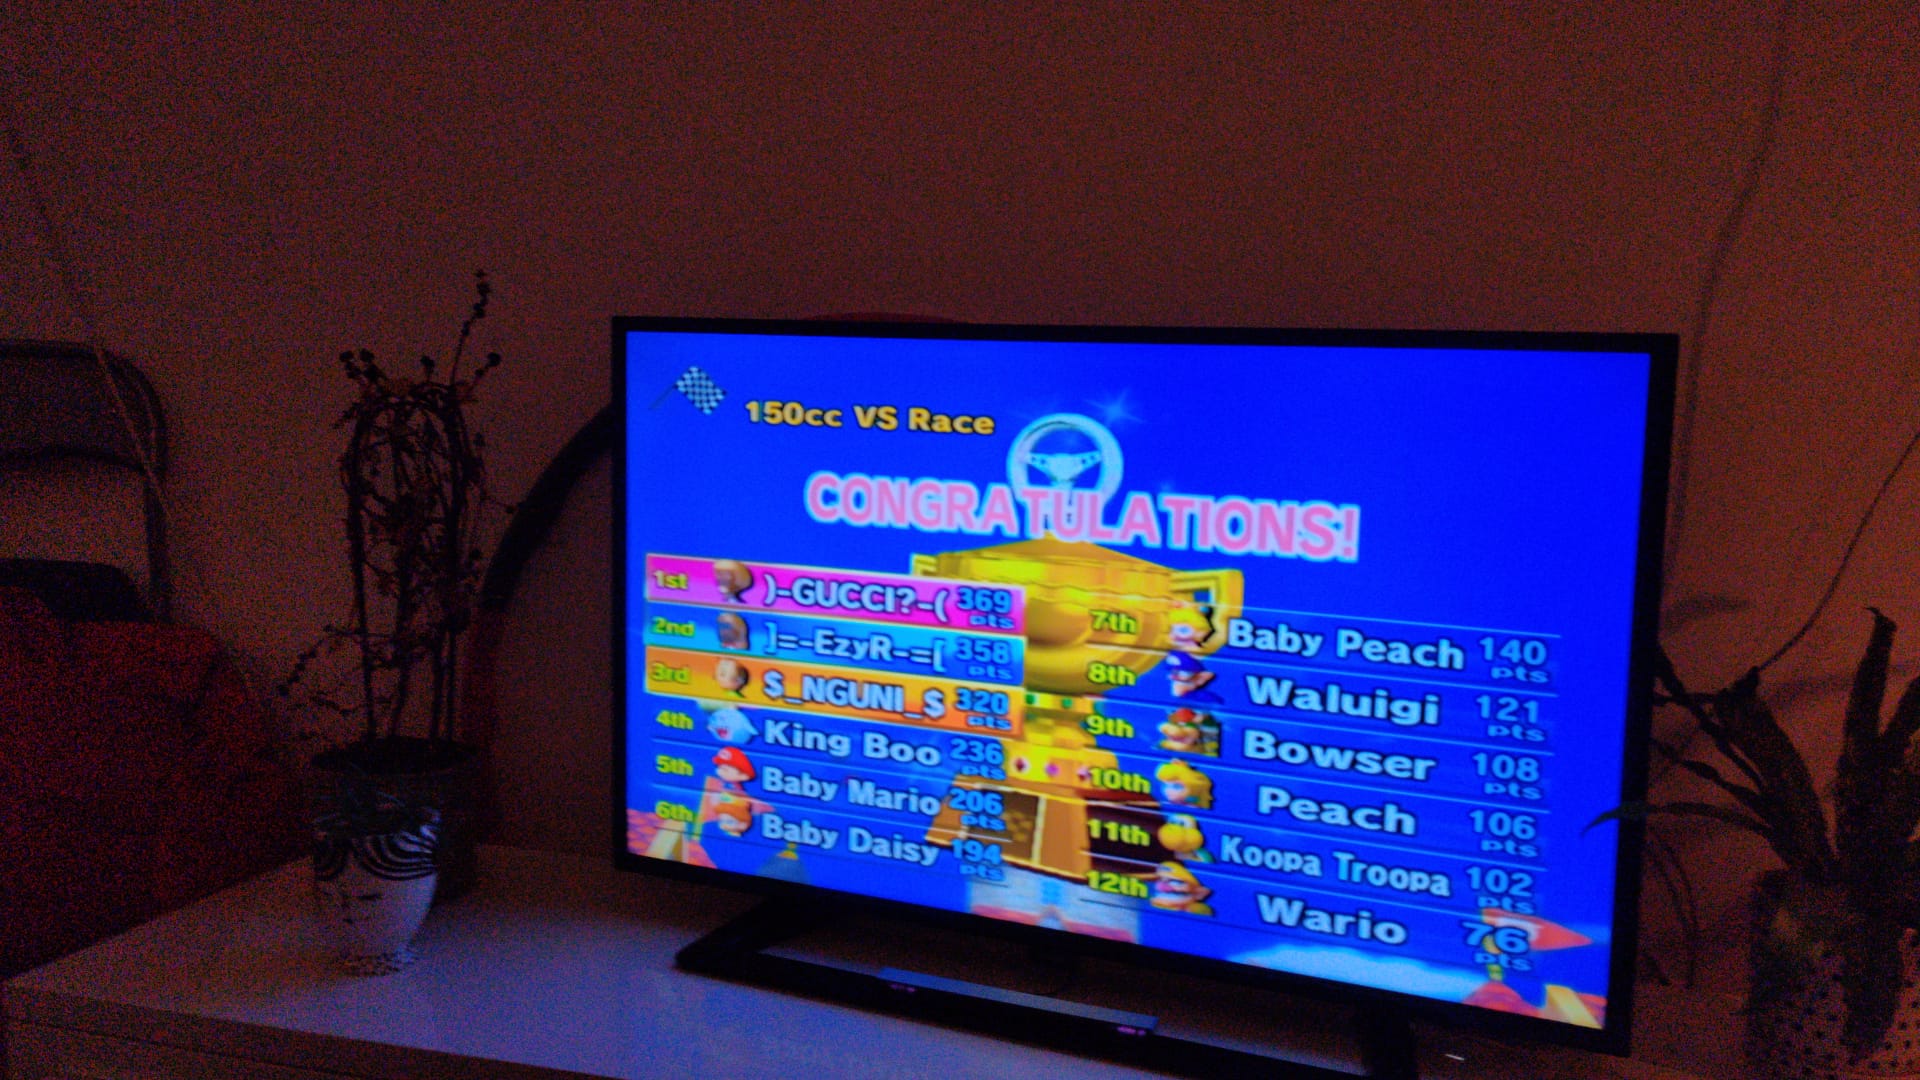 150cc VS Race
CONGRATULATIONS!
1st )-GUCCI?-( 369 pts
2nd ]=-EzyR-=[ 358 pts
3rd $_NGUNI_$ 320 pts
4th King Boo 236 pts
5th Baby Mario 206 pts
6th Baby Daisy 194 pts
7th Baby Peach 140 pts
8th Waluigi 121 pts
9th Bowser 108 pts
10th Peach 106 pts
11th Koopa Troopa 102 pts
12th Wario 76 pts